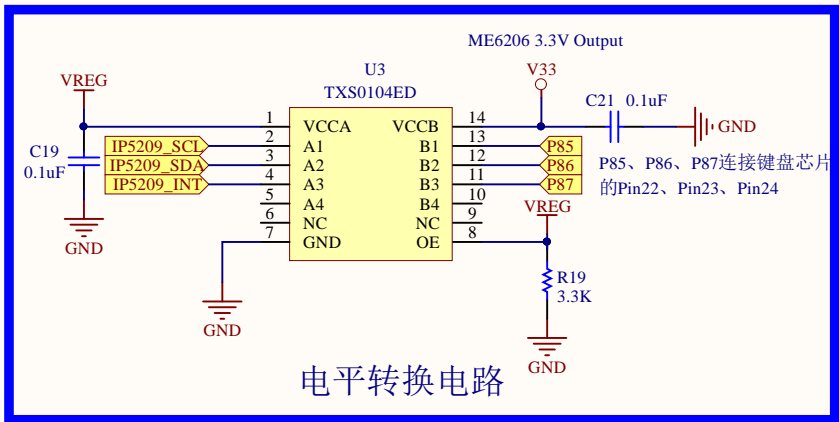 ME6206 3.3V Output
U3
TXS0104ED
VREG
V33
C21 0.1uF
GND
C19
0.1uF
GND
IP5209_SCL
IP5209_SDA
IP5209_INT
1 VCCA VCCB 14
2 A1 B1 13
3 A2 B2 12
4 A3 B3 11
5 A4 B4 10
6 NC NC 9
7 GND OE 8
P85
P86
P87
P85、P86、P87连接键盘芯片
的Pin22、Pin23、Pin24
VREG
R19
3.3K
GND
GND
电平转换电路